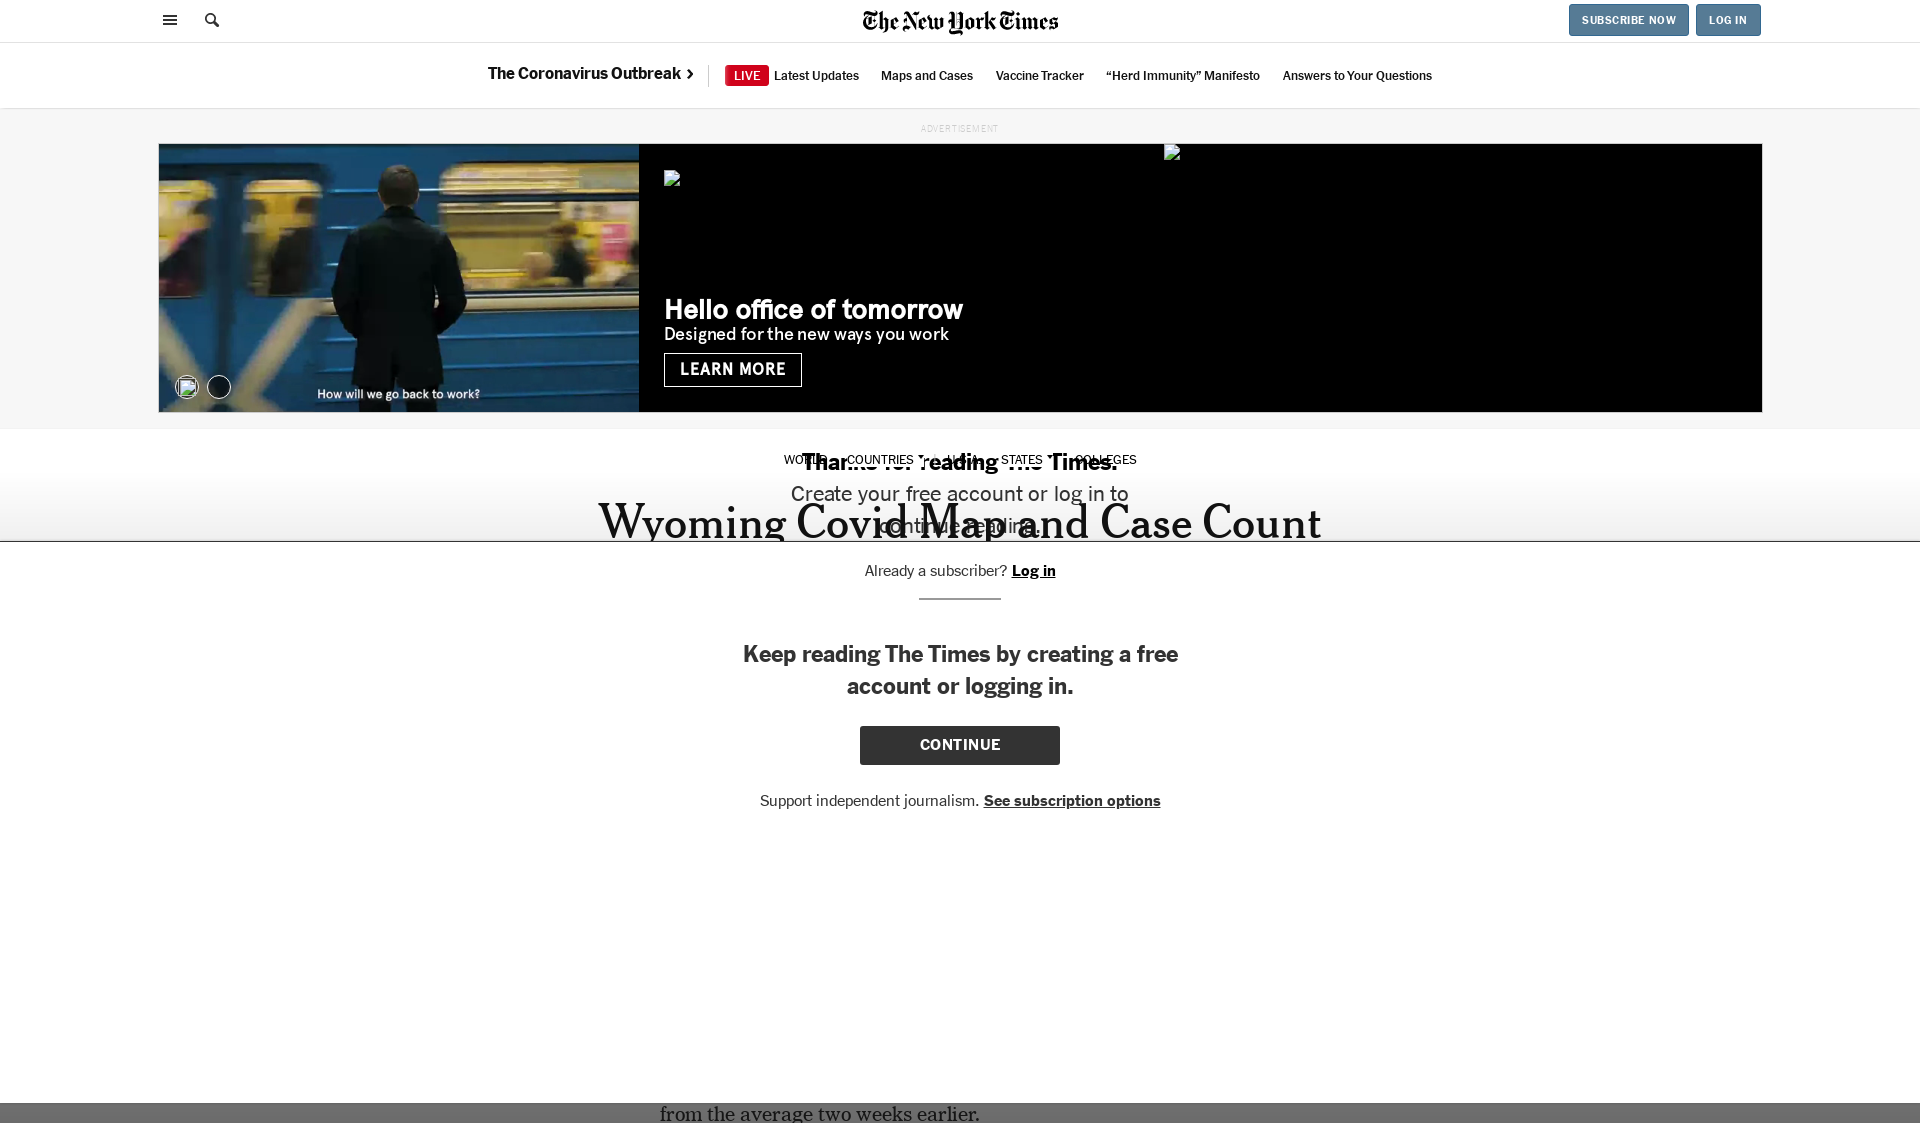 The New York Times
SUBSCRIBE NOW
LOG IN
The Coronavirus Outbreak ›
LIVE Latest Updates
Maps and Cases
Vaccine Tracker
“Herd Immunity” Manifesto
Answers to Your Questions
ADVERTISEMENT
Hello office of tomorrow
Designed for the new ways you work
LEARN MORE
How will we go back to work?
WORLD COUNTRIES U.S.A. STATES COLLEGES
Thanks for reading The Times.
Create your free account or log in to
continue reading.
Wyoming Covid Map and Case Count
Already a subscriber? Log in
Keep reading The Times by creating a free
account or logging in.
CONTINUE
Support independent journalism. See subscription options
from the average two weeks earlier.